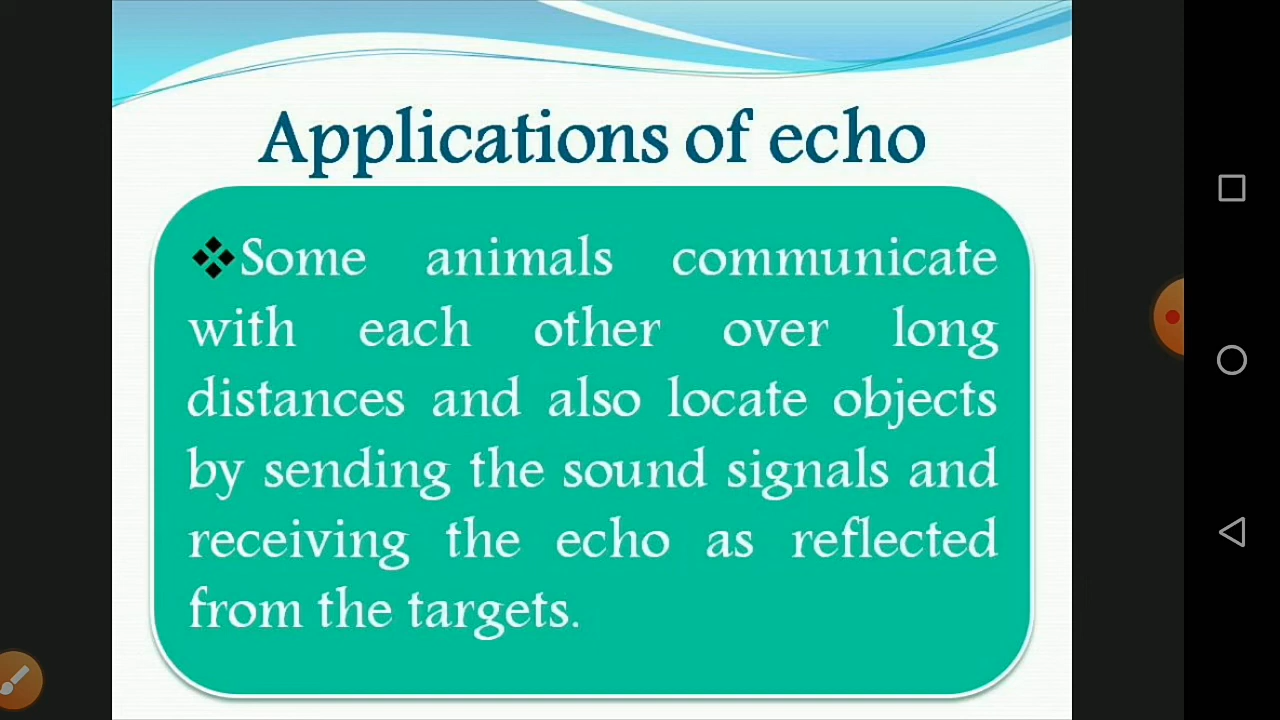 Applications of echo
❖Some animals communicate
with each other over long
distances and also locate objects
by sending the sound signals and
receiving the echo as reflected
from the targets.